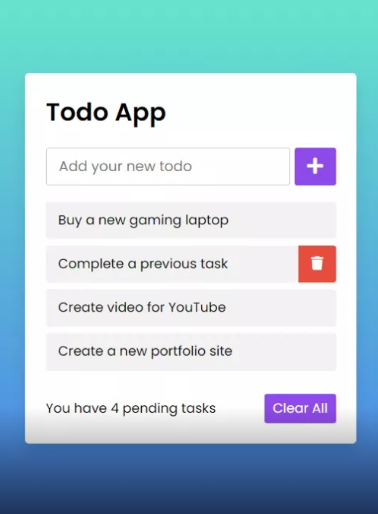 Todo App
Add your new todo
Buy a new gaming laptop
Complete a previous task
Create video for YouTube
Create a new portfolio site
You have 4 pending tasks
Clear All